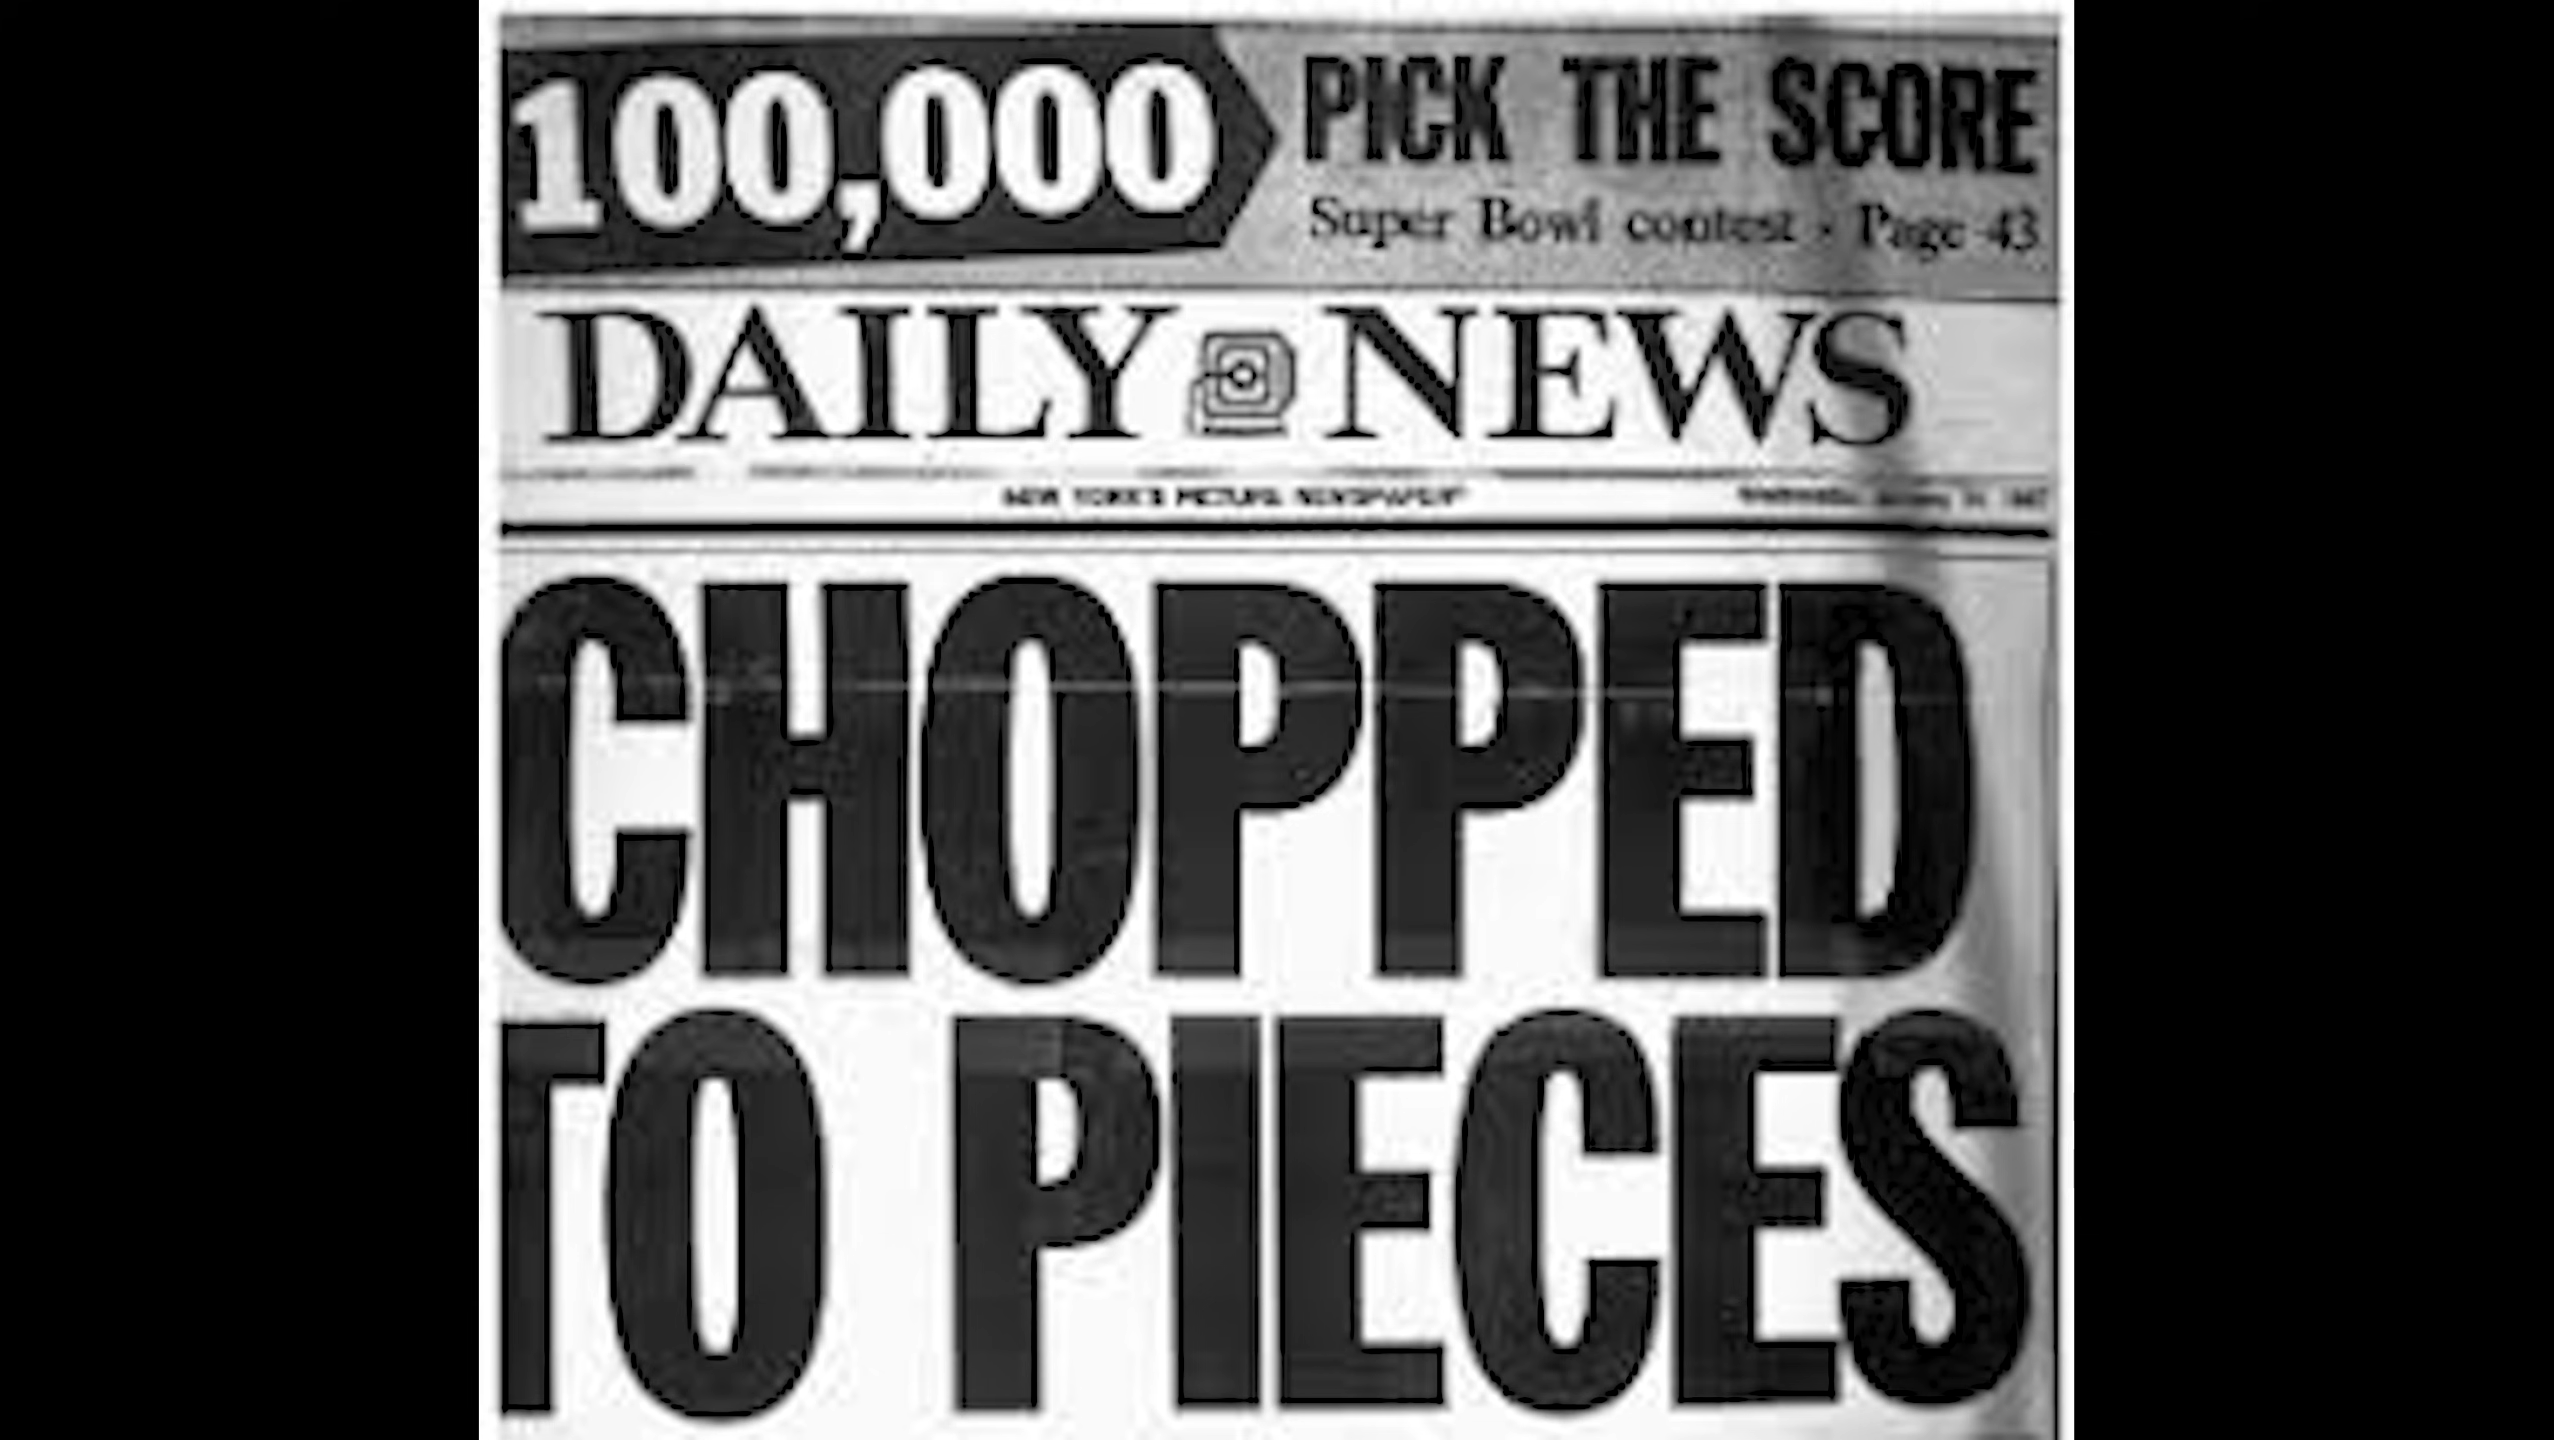 100,000
PICK THE SCORE
Super Bowl contest • Page 43
DAILY NEWS
NEW YORK'S PICTURE NEWSPAPER
CHOPPED
TO PIECES